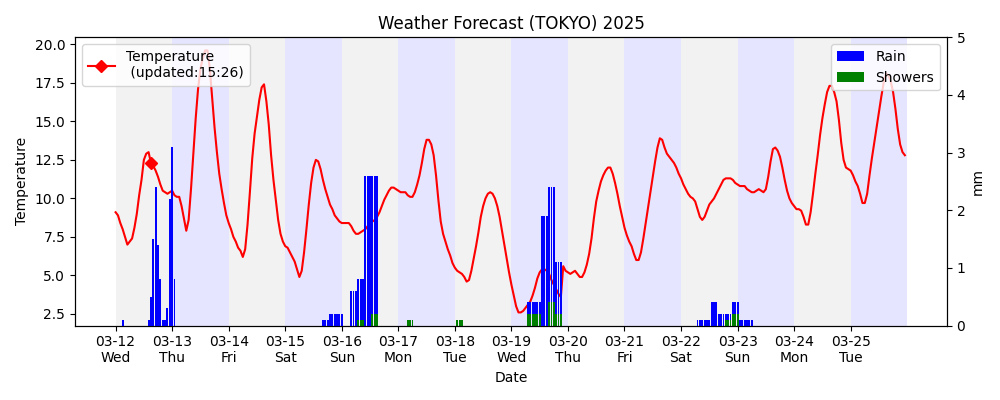 Weather Forecast (TOKYO) 2025
Temperature
(updated:15:26)
Rain
Showers
20.0
17.5
15.0
12.5
10.0
7.5
5.0
2.5
Temperature
5
4
3
2
1
0
mm
03-12 03-13 03-14 03-15 03-16 03-17 03-18 03-19 03-20 03-21 03-22 03-23 03-24 03-25
Wed Thu Fri Sat Sun Mon Tue Wed Thu Fri Sat Sun Mon Tue
Date